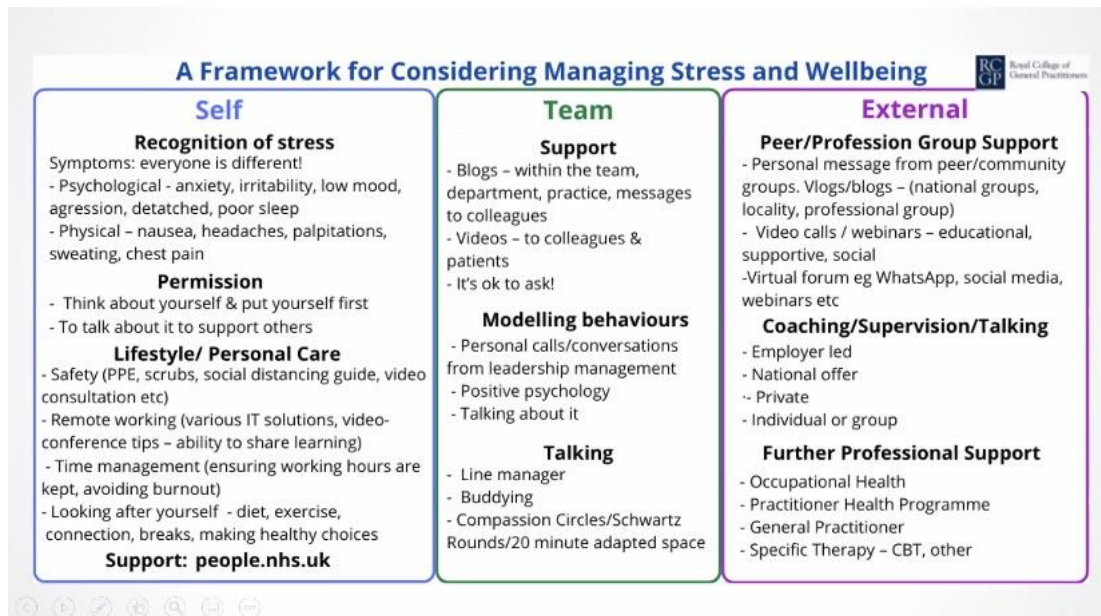 A Framework for Considering Managing Stress and Wellbeing
RC
GP
Royal College of
General Practitioners
Self
Recognition of stress
Symptoms: everyone is different!
- Psychological - anxiety, irritability, low mood,
agression, detatched, poor sleep
- Physical – nausea, headaches, palpitations,
sweating, chest pain
Permission
- Think about yourself & put yourself first
- To talk about it to support others
Lifestyle/ Personal Care
- Safety (PPE, scrubs, social distancing guide, video
consultation etc)
- Remote working (various IT solutions, video-
conference tips – ability to share learning)
- Time management (ensuring working hours are
kept, avoiding burnout)
- Looking after yourself - diet, exercise,
connection, breaks, making healthy choices
Support: people.nhs.uk
Team
Support
- Blogs – within the team,
department, practice, messages
to colleagues
- Videos – to colleagues &
patients
- It's ok to ask!
Modelling behaviours
- Personal calls/conversations
from leadership management
- Positive psychology
- Talking about it
Talking
- Line manager
- Buddying
- Compassion Circles/Schwartz
Rounds/20 minute adapted space
External
Peer/Profession Group Support
- Personal message from peer/community
groups. Vlogs/blogs – (national groups,
locality, professional group)
- Video calls / webinars – educational,
supportive, social
-Virtual forum eg WhatsApp, social media,
webinars etc
Coaching/Supervision/Talking
- Employer led
- National offer
·- Private
- Individual or group
Further Professional Support
- Occupational Health
- Practitioner Health Programme
- General Practitioner
- Specific Therapy – CBT, other